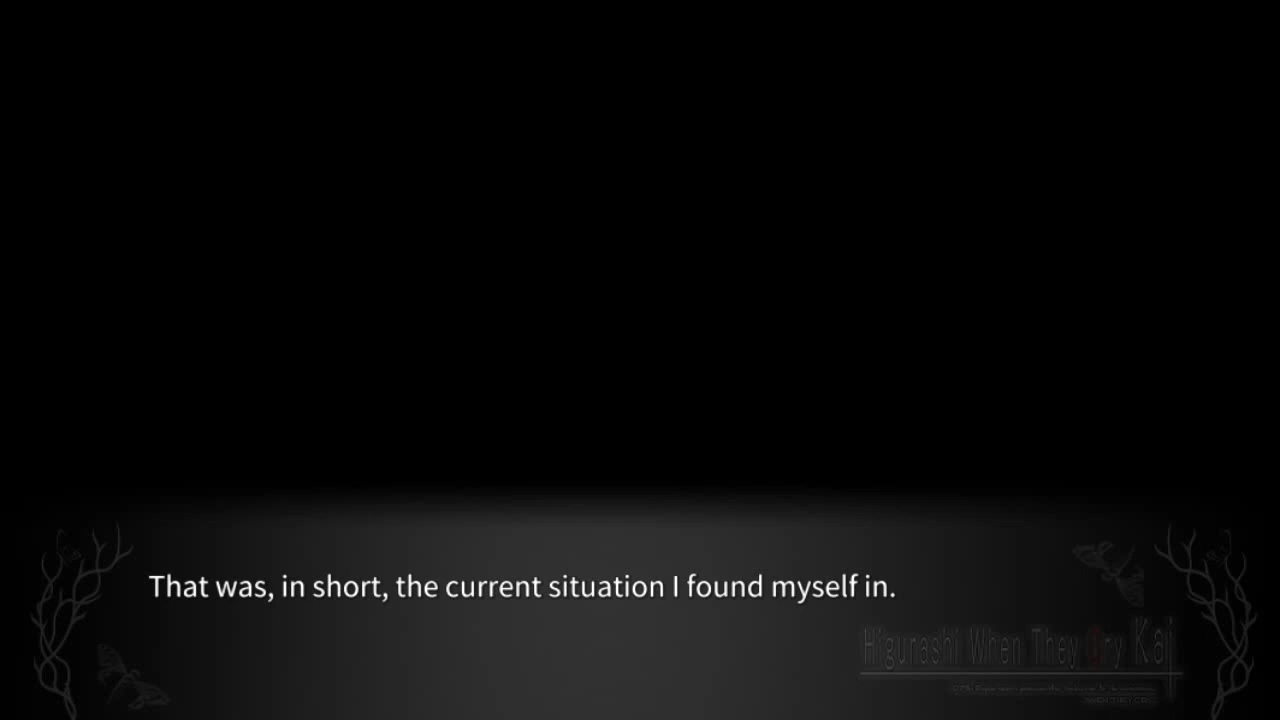 That was, in short, the current situation I found myself in.
Higurashi When They Cry Kai